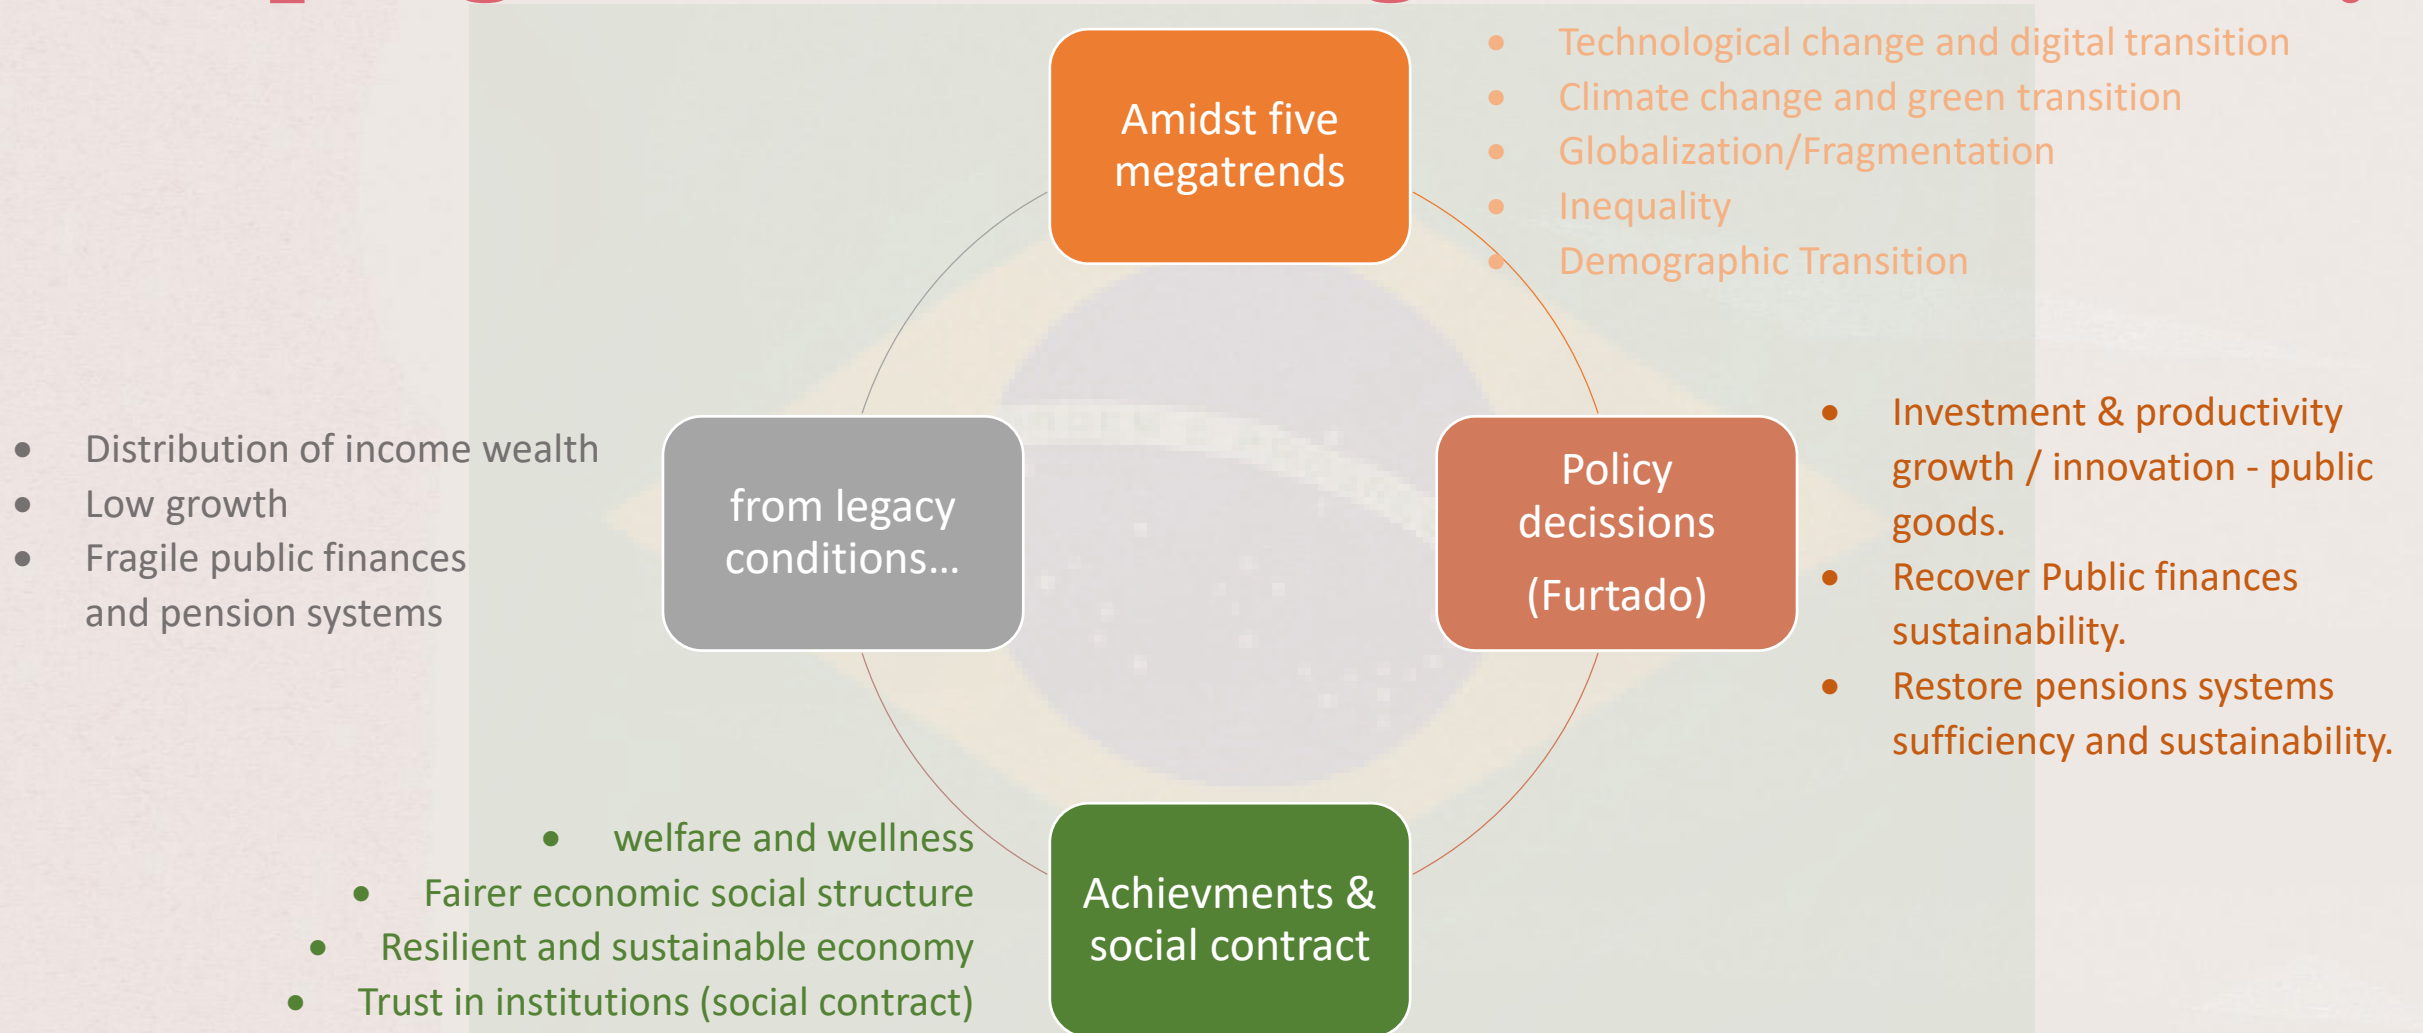 Amidst five
megatrends
• Technological change and digital transition
• Climate change and green transition
• Globalization/Fragmentation
• Inequality
• Demographic Transition
Policy
decissions
(Furtado)
• Investment & productivity
growth / innovation - public
goods.
• Recover Public finances
sustainability.
• Restore pensions systems
sufficiency and sustainability.
Achievments &
social contract
• welfare and wellness
• Fairer economic social structure
• Resilient and sustainable economy
• Trust in institutions (social contract)
from legacy
conditions...
• Distribution of income wealth
• Low growth
• Fragile public finances
and pension systems